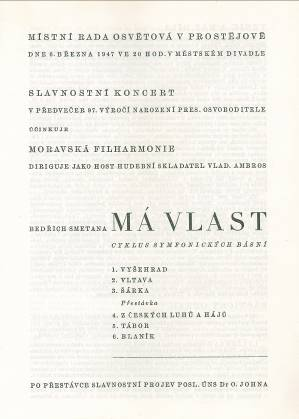 MÍSTNÍ RADA OSVĚTOVÁ V PROSTĚJOVĚ
DNE 6. BŘEZNA 1947 VE 20 HOD. V MĚSTSKÉM DIVADLE
SLAVNOSTNÍ KONCERT
V PŘEDVEČER 97. VÝROČÍ NAROZENÍ PRES. OSVOBODITELE
ÚČINKUJE
MORAVSKÁ FILHARMONIE
DIRIGUJE JAKO HOST HUDEBNÍ SKLADATEL VLAD. AMBROS
BEDŘICH SMETANA MÁ VLAST
CYKLUS SYMFONICKÝCH BÁSNÍ
1. VYŠEHRAD
2. VLTAVA
3. ŠÁRKA
Přestávka
4. Z ČESKÝCH LUHŮ A HÁJŮ
5. TÁBOR
6. BLANÍK
PO PŘESTÁVCE SLAVNOSTNÍ PROJEV POSL. ÚNS Dr O. JOHNA